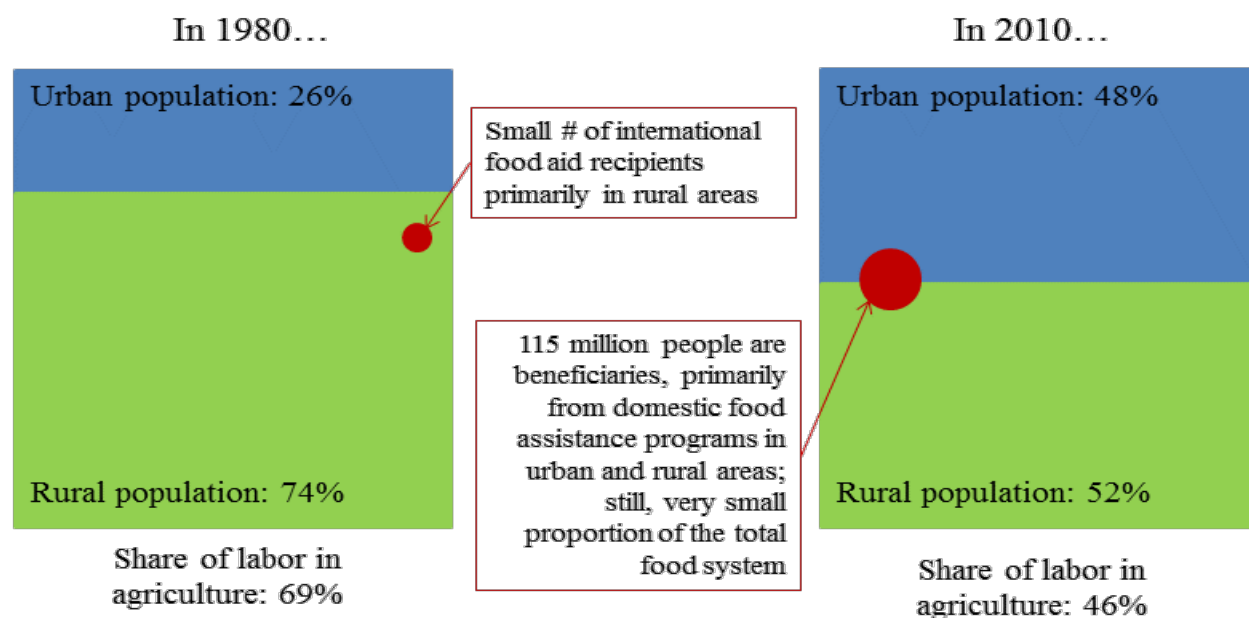 In 1980…
Urban population: 26%
Rural population: 74%
Share of labor in
agriculture: 69%
Small # of international
food aid recipients
primarily in rural areas
115 million people are
beneficiaries, primarily
from domestic food
assistance programs in
urban and rural areas;
still, very small
proportion of the total
food system
In 2010…
Urban population: 48%
Rural population: 52%
Share of labor in
agriculture: 46%